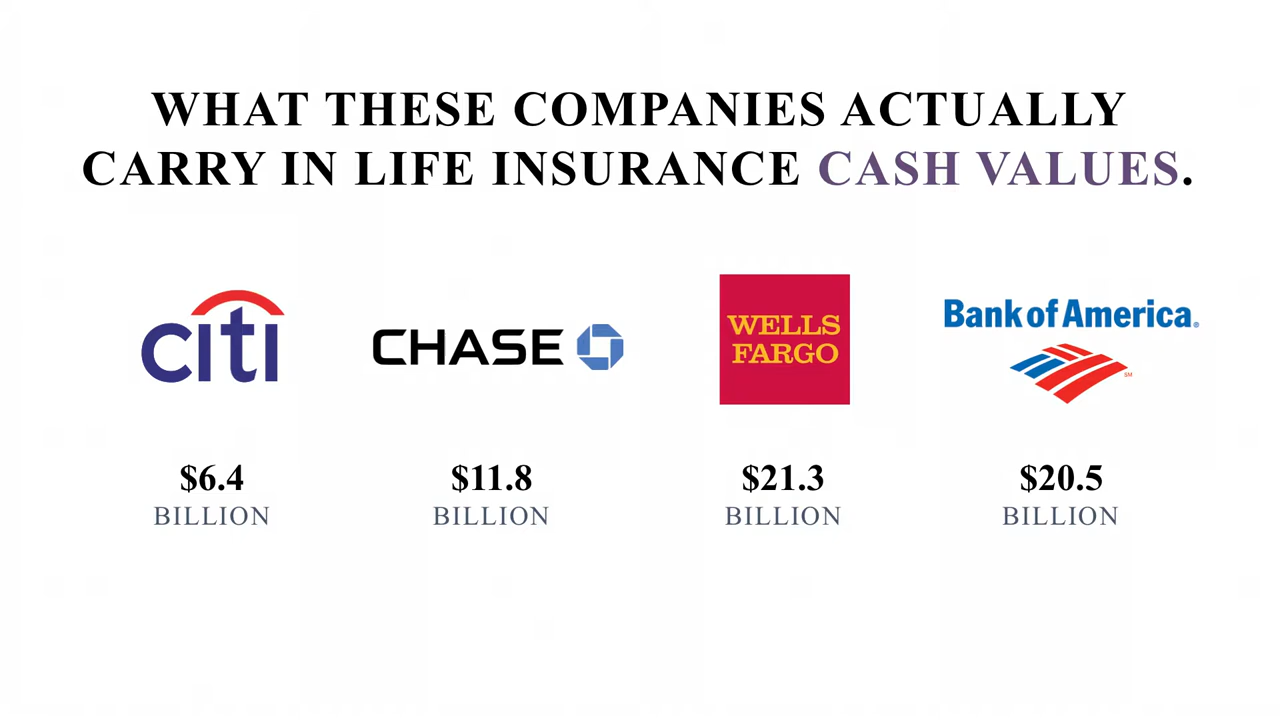 WHAT THESE COMPANIES ACTUALLY
CARRY IN LIFE INSURANCE CASH VALUES.
citi
CHASE
WELLS
FARGO
Bank of America.
SM
$6.4
BILLION
$11.8
BILLION
$21.3
BILLION
$20.5
BILLION